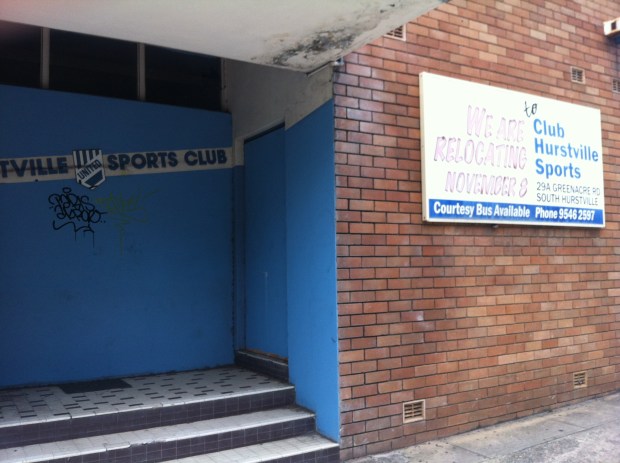 TVILLE UNITED SPORTS CLUB
WE ARE to
RELOCATING
NOVEMBER 8
Club
Hurstville
Sports
29A GREENACRE RD
SOUTH HURSTVILLE
Courtesy Bus Available Phone 9546 2597